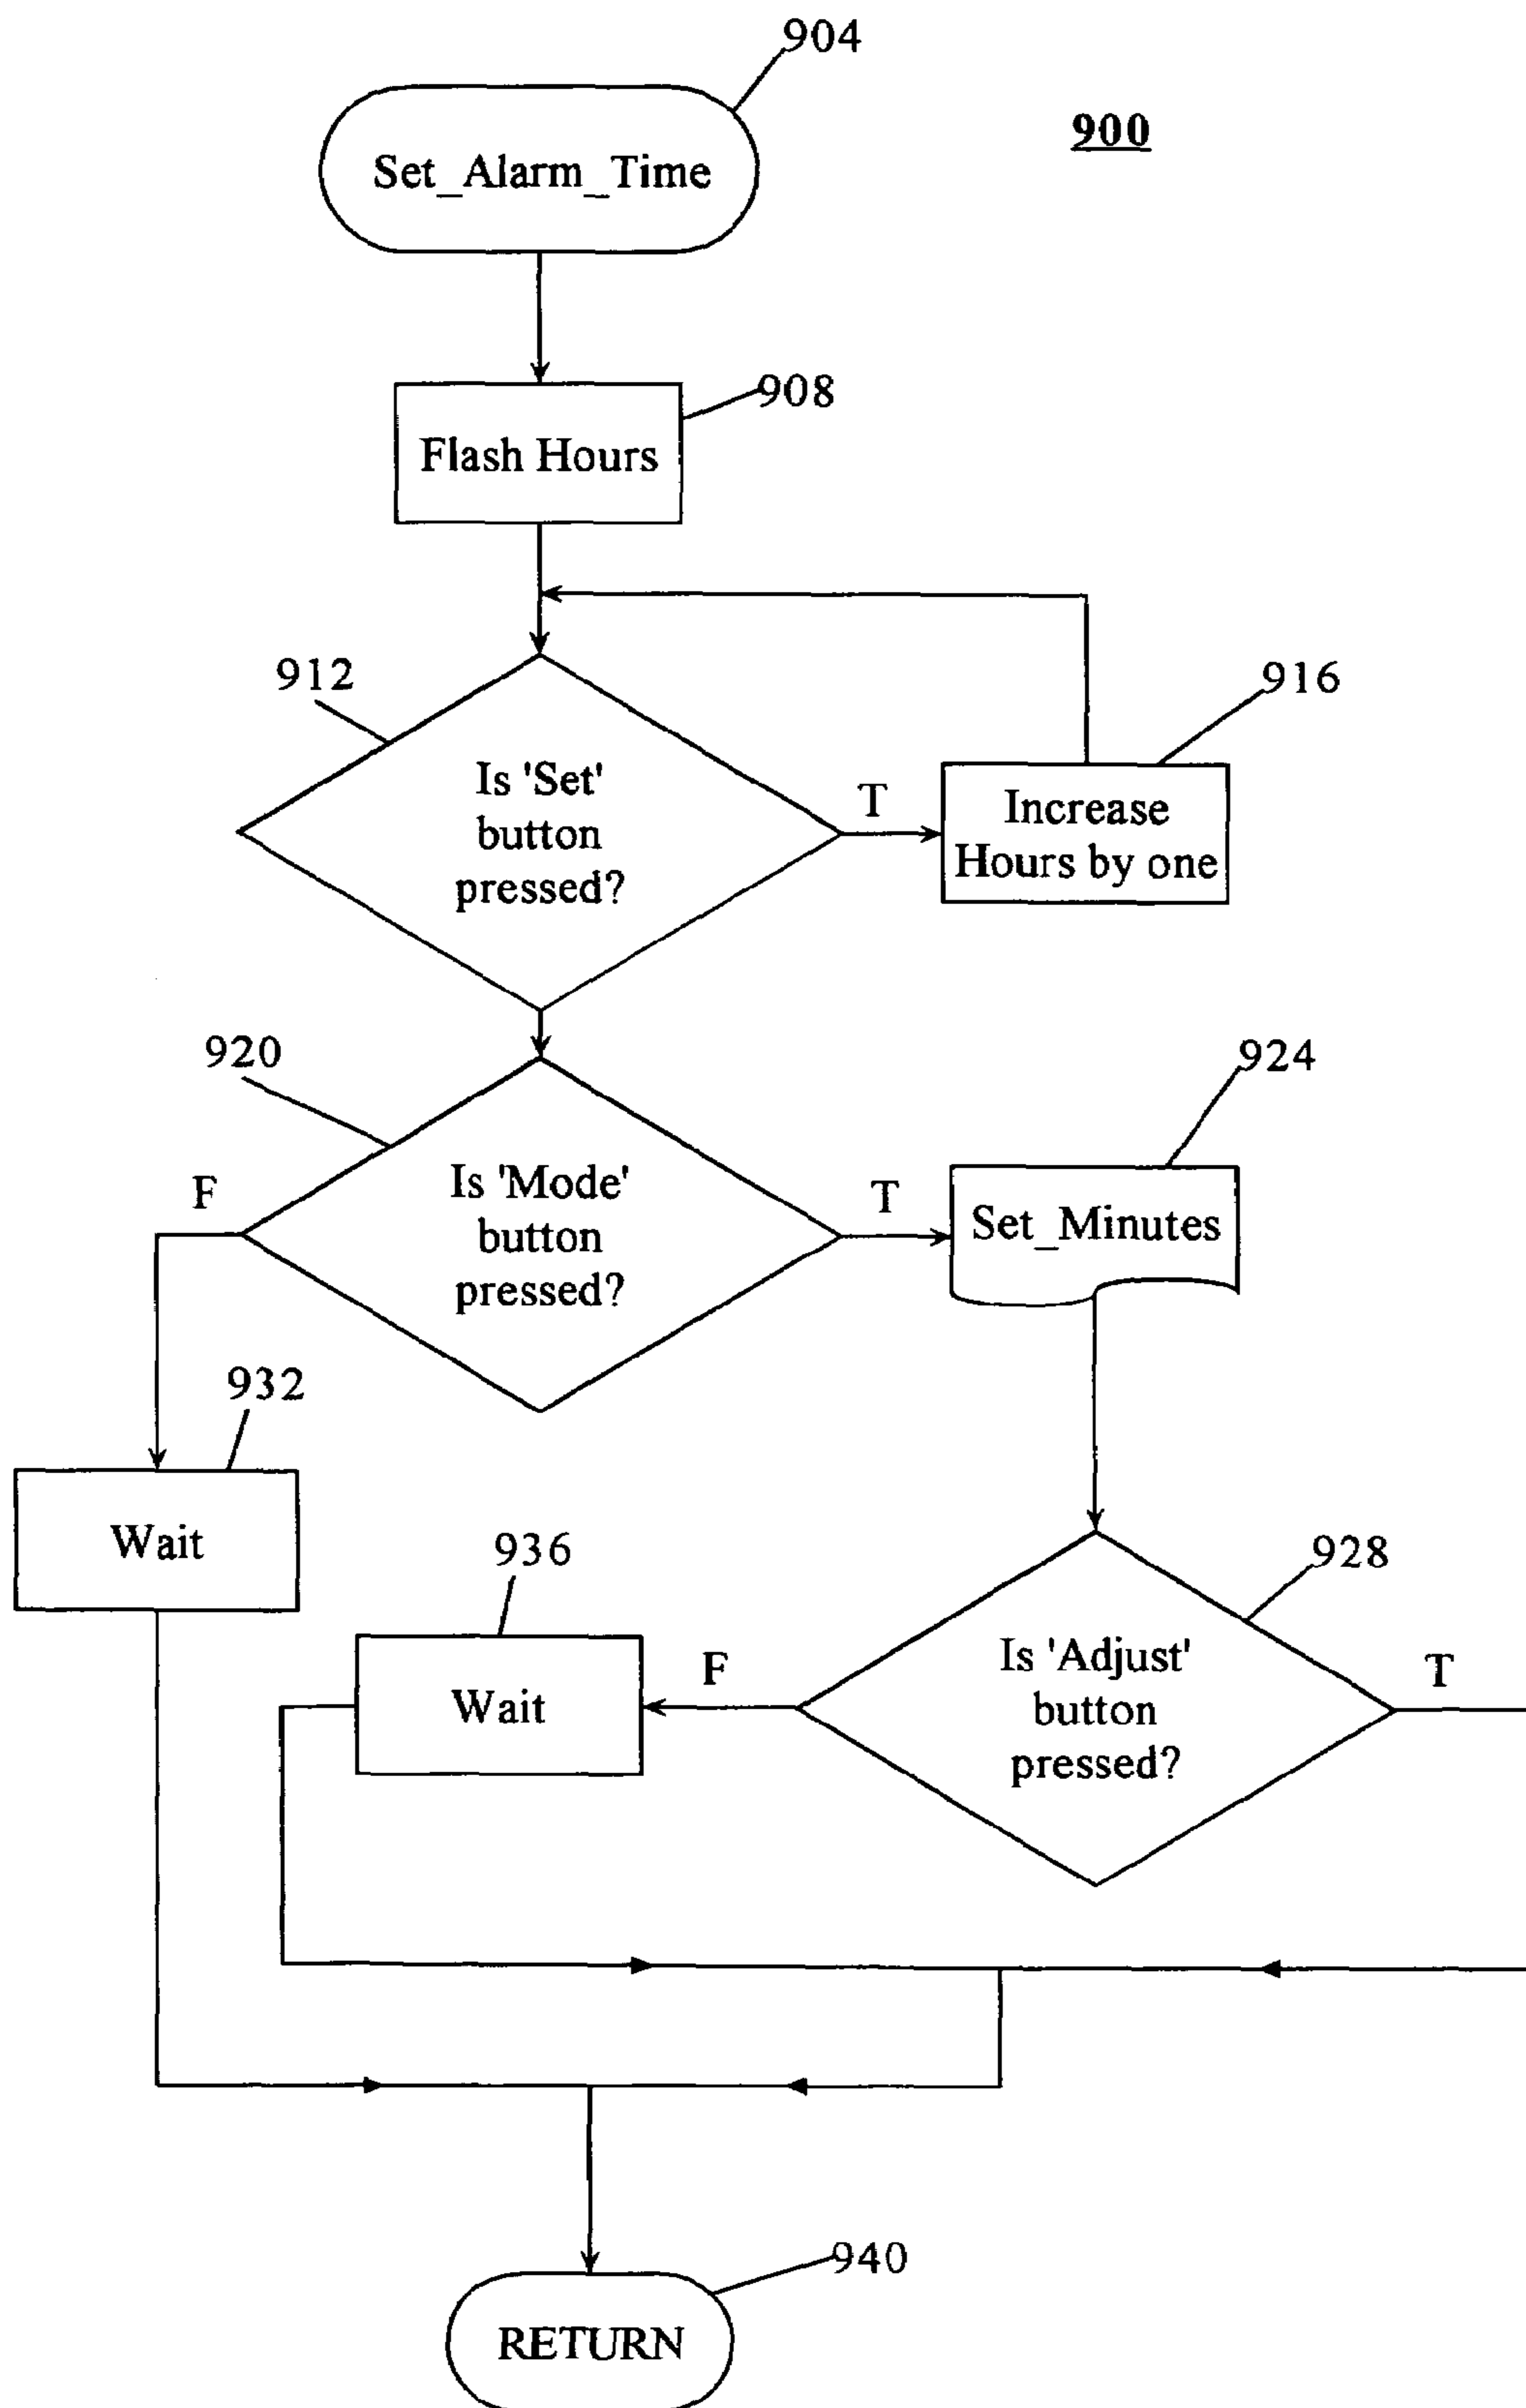 904
900
Set_Alarm_Time
908
Flash Hours
912
916
Is 'Set'
button
pressed?
T
Increase
Hours by one
920
924
Is 'Mode'
button
pressed?
F
T
Set_Minutes
932
Wait
936
928
Wait
F
Is 'Adjust'
button
pressed?
T
940
RETURN